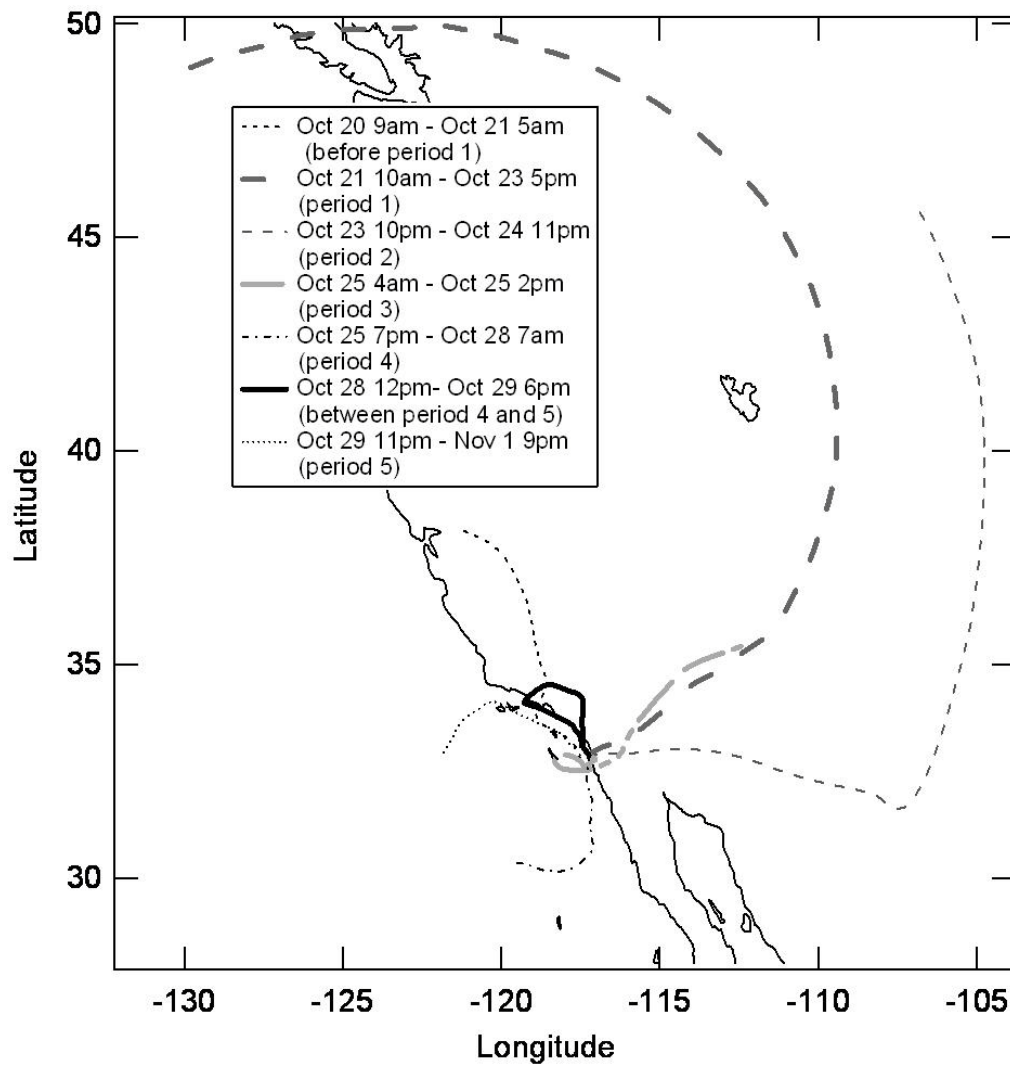 50
Oct 20 9am - Oct 21 5am
(before period 1)
Oct 21 10am - Oct 23 5pm
(period 1)
Oct 23 10pm - Oct 24 11pm
(period 2)
Oct 25 4am - Oct 25 2pm
(period 3)
Oct 25 7pm - Oct 28 7am
(period 4)
Oct 28 12pm- Oct 29 6pm
(between period 4 and 5)
Oct 29 11pm - Nov 1 9pm
(period 5)
45
40
35
30
Latitude
-130
-125
-120
-115
-110
-105
Longitude